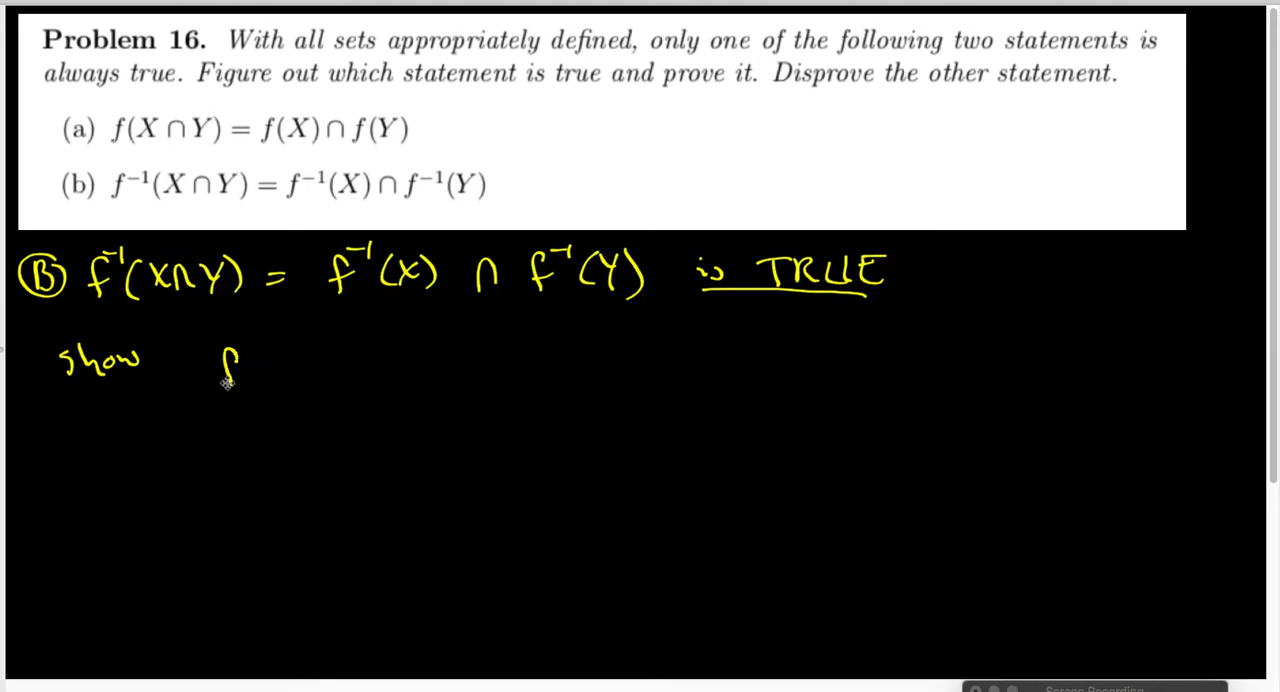 Problem 16. With all sets appropriately defined, only one of the following two statements is
always true. Figure out which statement is true and prove it. Disprove the other statement.
(a) f(X ∩ Y) = f(X) ∩ f(Y)
(b) f⁻¹(X ∩ Y) = f⁻¹(X) ∩ f⁻¹(Y)
Ⓑ f⁻¹(X∩Y) = f⁻¹(X) ∩ f⁻¹(Y) is TRUE
show